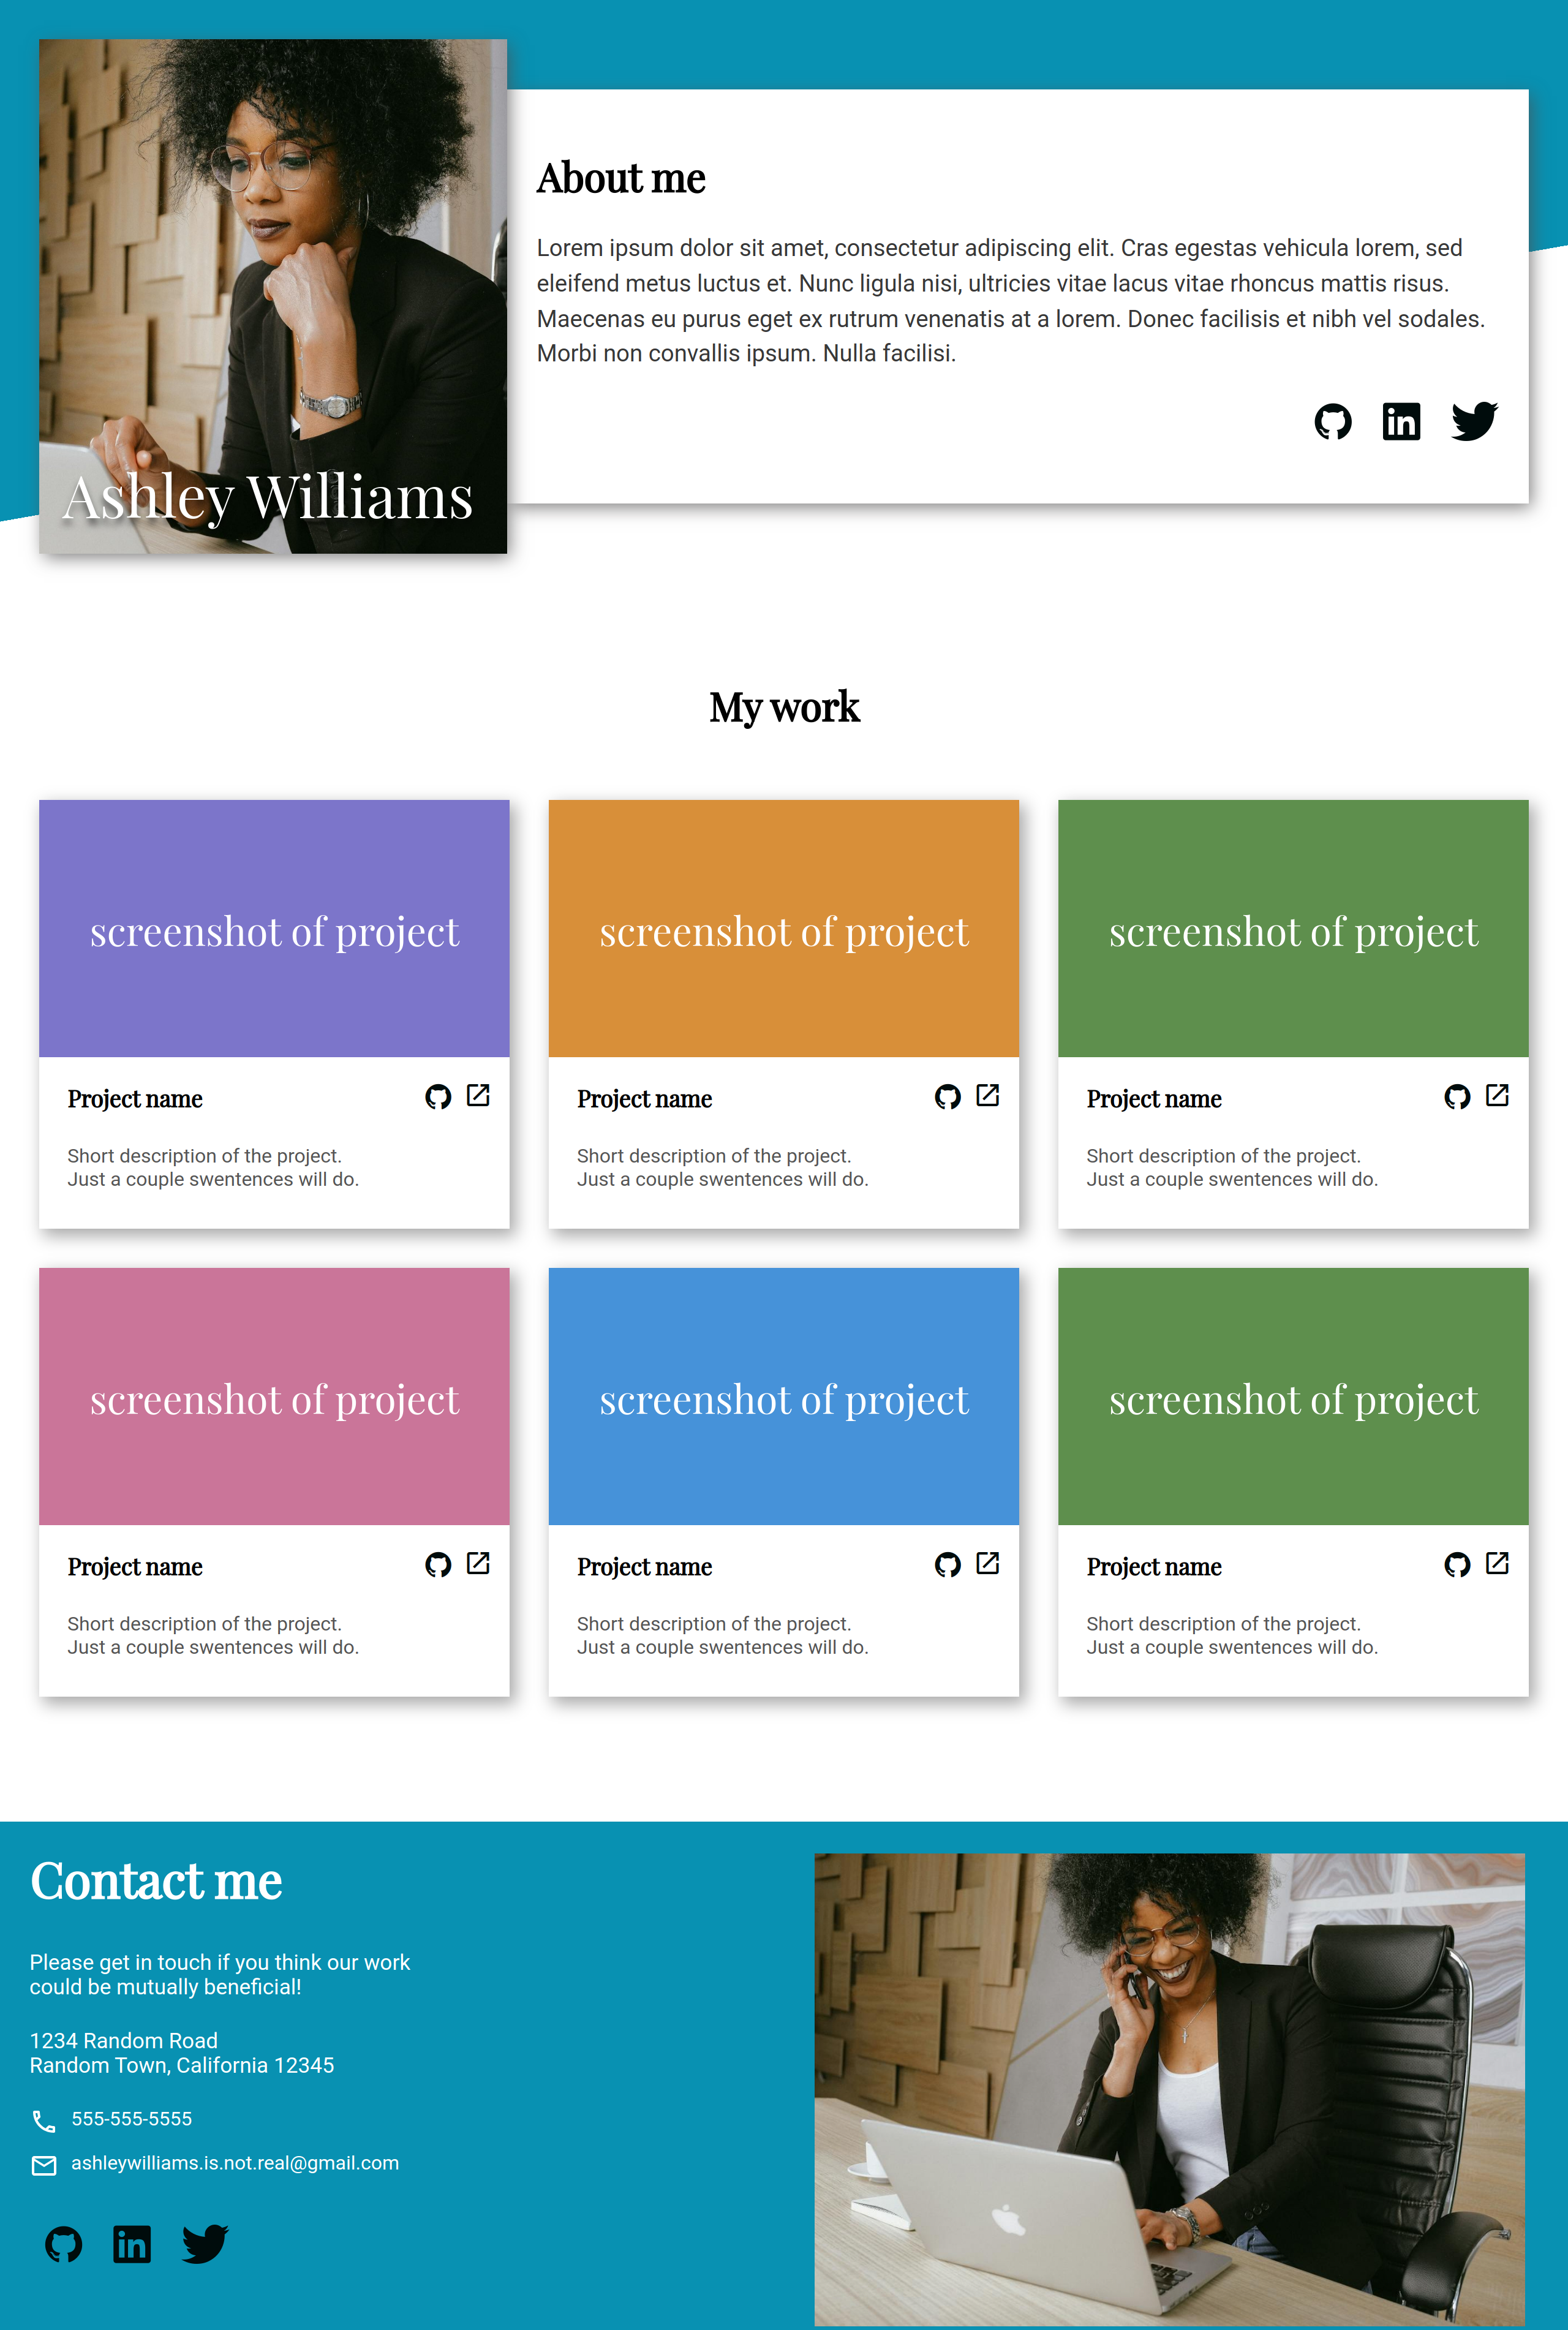 Ashley Williams
About me
Lorem ipsum dolor sit amet, consectetur adipiscing elit. Cras egestas vehicula lorem, sed
eleifend metus luctus et. Nunc ligula nisi, ultricies vitae lacus vitae rhoncus mattis risus.
Maecenas eu purus eget ex rutrum venenatis at a lorem. Donec facilisis et nibh vel sodales.
Morbi non convallis ipsum. Nulla facilisi.
in
My work
screenshot of project
Project name
Short description of the project.
Just a couple swentences will do.
screenshot of project
Project name
Short description of the project.
Just a couple swentences will do.
screenshot of project
Project name
Short description of the project.
Just a couple swentences will do.
screenshot of project
Project name
Short description of the project.
Just a couple swentences will do.
screenshot of project
Project name
Short description of the project.
Just a couple swentences will do.
screenshot of project
Project name
Short description of the project.
Just a couple swentences will do.
Contact me
Please get in touch if you think our work
could be mutually beneficial!
1234 Random Road
Random Town, California 12345
555-555-5555
ashleywilliams.is.not.real@gmail.com
in